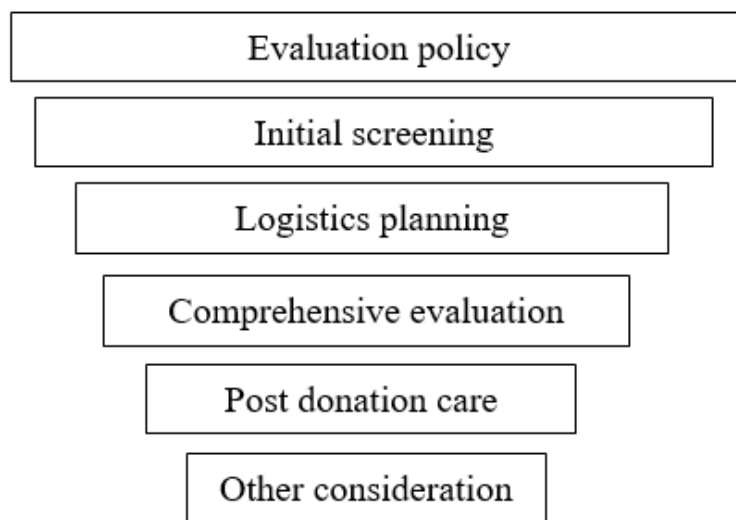 Evaluation policy
Initial screening
Logistics planning
Comprehensive evaluation
Post donation care
Other consideration